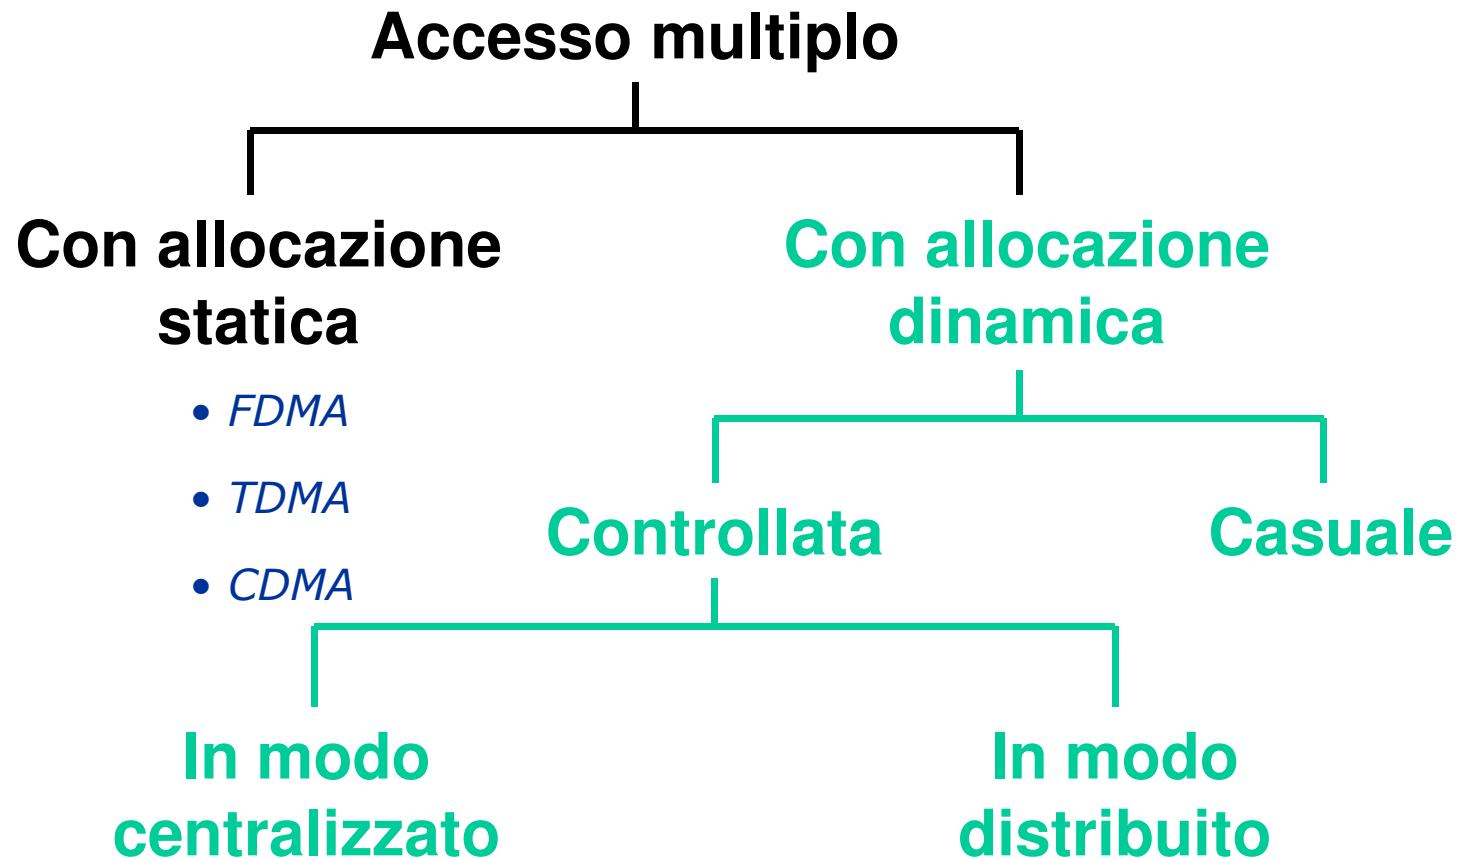 Accesso multiplo
Con allocazione
statica
Con allocazione
dinamica
• FDMA
• TDMA
• CDMA
Controllata
Casuale
In modo
centralizzato
In modo
distribuito